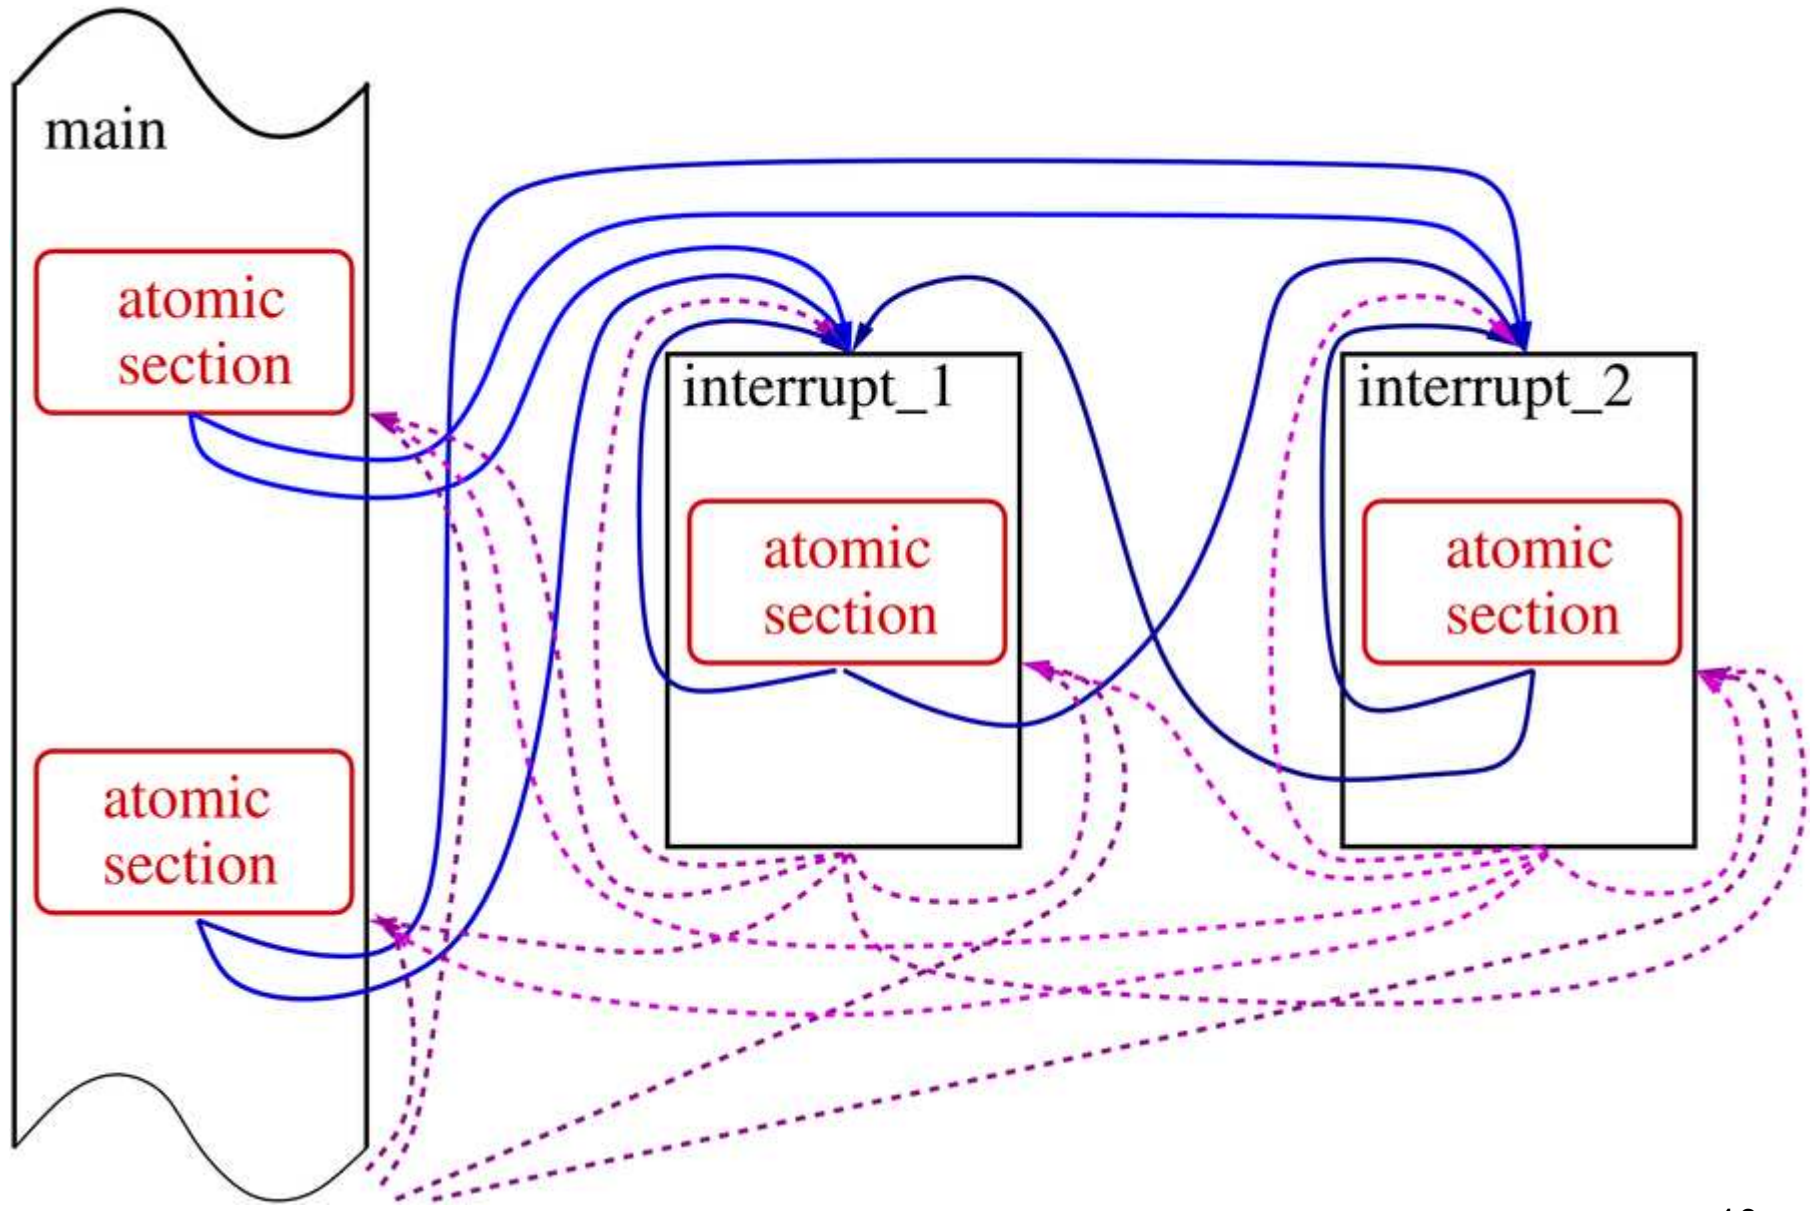 main
atomic
section
interrupt_1
interrupt_2
atomic
section
atomic
section
atomic
section